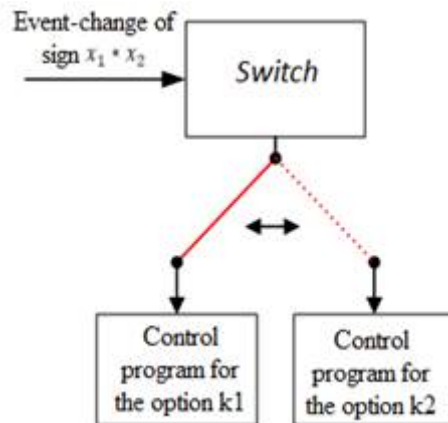 Event-change of
sign x₁ * x₂
Switch
Control
program for
the option k1
Control
program for
the option k2